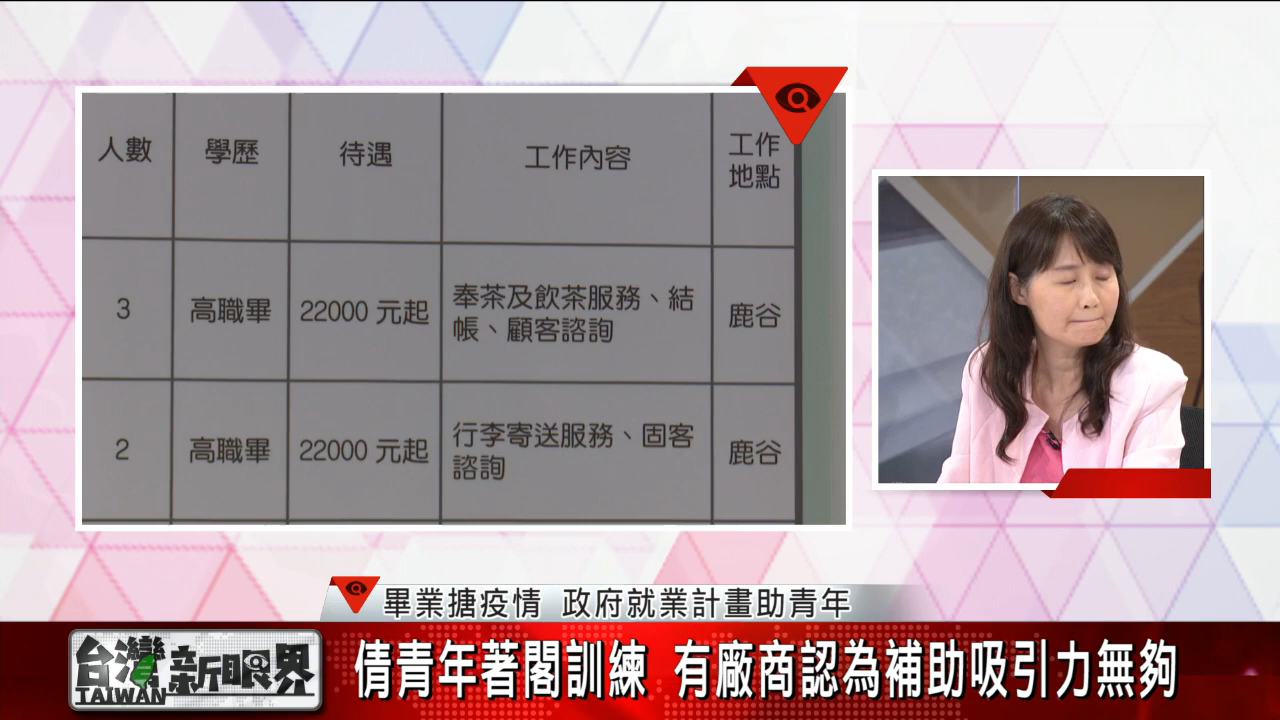 人數 學歷 待遇 工作內容 工作
地點
3 高職畢 22000 元起 奉茶及飲茶服務、結
帳、顧客諮詢 鹿谷
2 高職畢 22000 元起 行李寄送服務、固客
諮詢 鹿谷
畢業搪疫情 政府就業計畫助青年
台灣新眼界
TAIWAN
倩青年著閣訓練 有廠商認為補助吸引力無夠